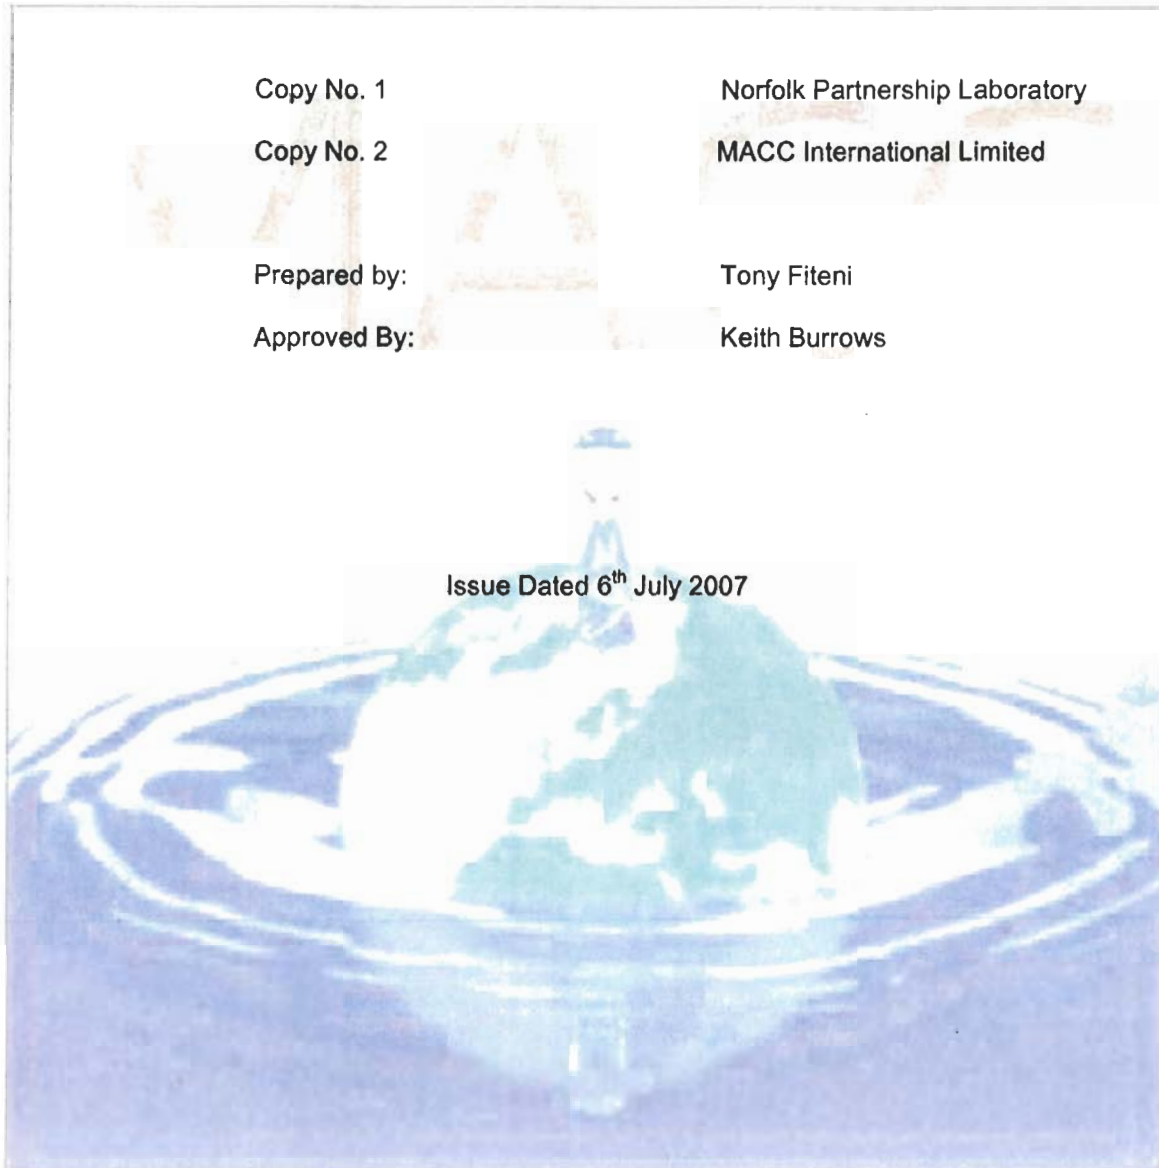 Copy No. 1 Norfolk Partnership Laboratory
Copy No. 2 MACC International Limited
Prepared by: Tony Fiteni
Approved By: Keith Burrows
Issue Dated 6th July 2007